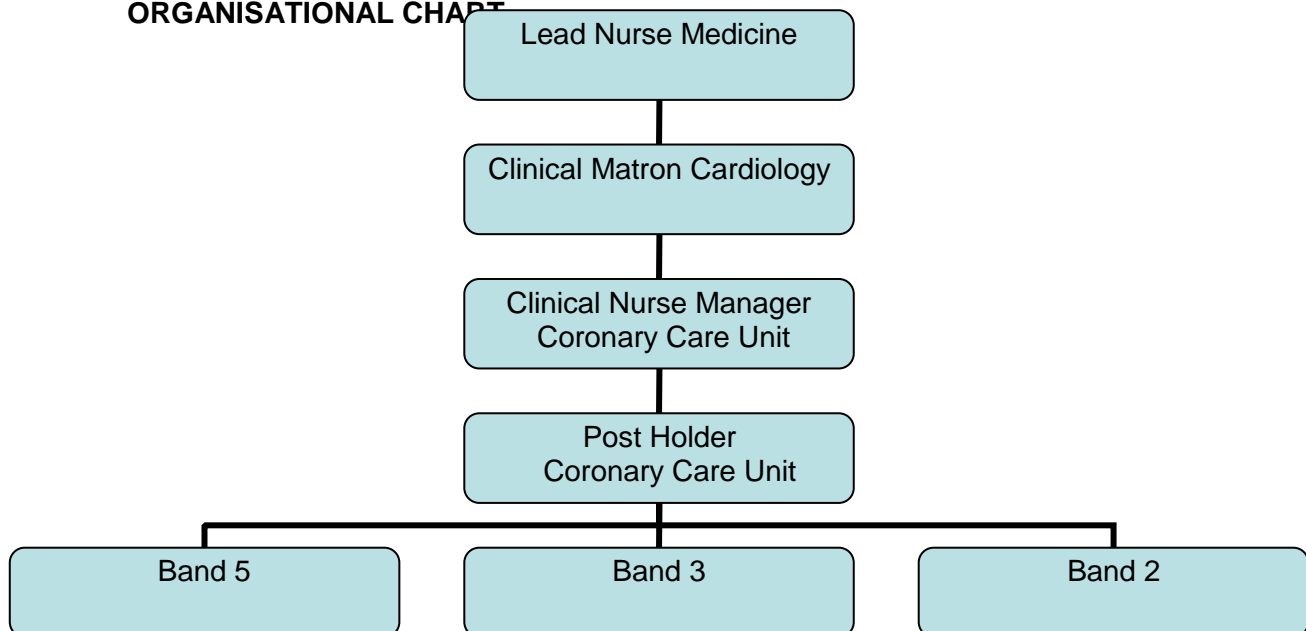 ORGANISATIONAL CHART
Lead Nurse Medicine
Clinical Matron Cardiology
Clinical Nurse Manager
Coronary Care Unit
Post Holder
Coronary Care Unit
Band 5
Band 3
Band 2